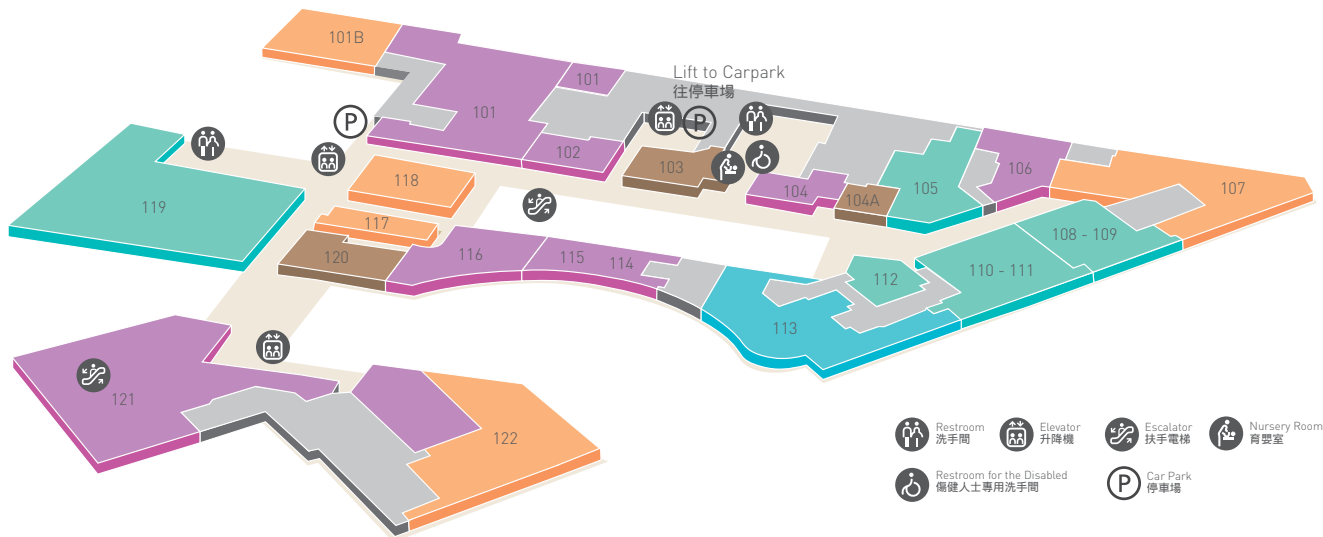 101B
Lift to Carpark
往停車場
101
101
P
P
102
103
118
119
117
104
104A
105
106
107
120
116
115
114
108 - 109
110 - 111
112
113
121
122
Restroom
洗手間
Elevator
升降機
Escalator
扶手電梯
Nursery Room
育嬰室
Restroom for the Disabled
傷健人士專用洗手間
P
Car Park
停車場